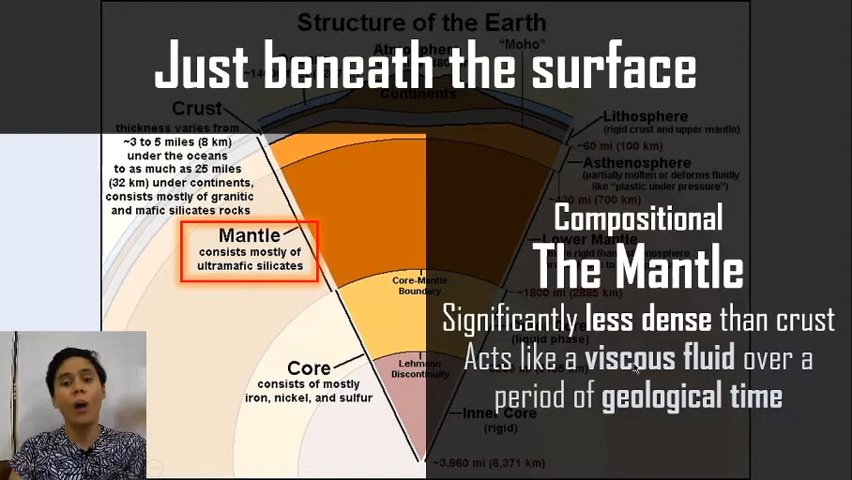 Structure of the Earth
Just beneath the surface
"Moho"
Continents
Crust
thickness varies from
~3 to 5 miles (8 km)
under the oceans
to as much as 25 miles
(32 km) under continents,
consists mostly of granitic
and mafic silicates rocks
Mantle
consists mostly of
ultramafic silicates
Core
consists of mostly
iron, nickel, and sulfur
Core-Mantle
Boundary
Lehmann
Discontinuity
Lithosphere
(rigid crust and upper mantle)
~60 mi (100 km)
Asthenosphere
(partially molten or deforms fluidly
like "plastic under pressure")
Compositional
The Mantle
~1800 mi (2885 km)
Significantly less dense than crust
(liquid phase)
Acts like a viscous fluid over a
period of geological time
Inner Core
(rigid)
~3,960 mi (6,371 km)